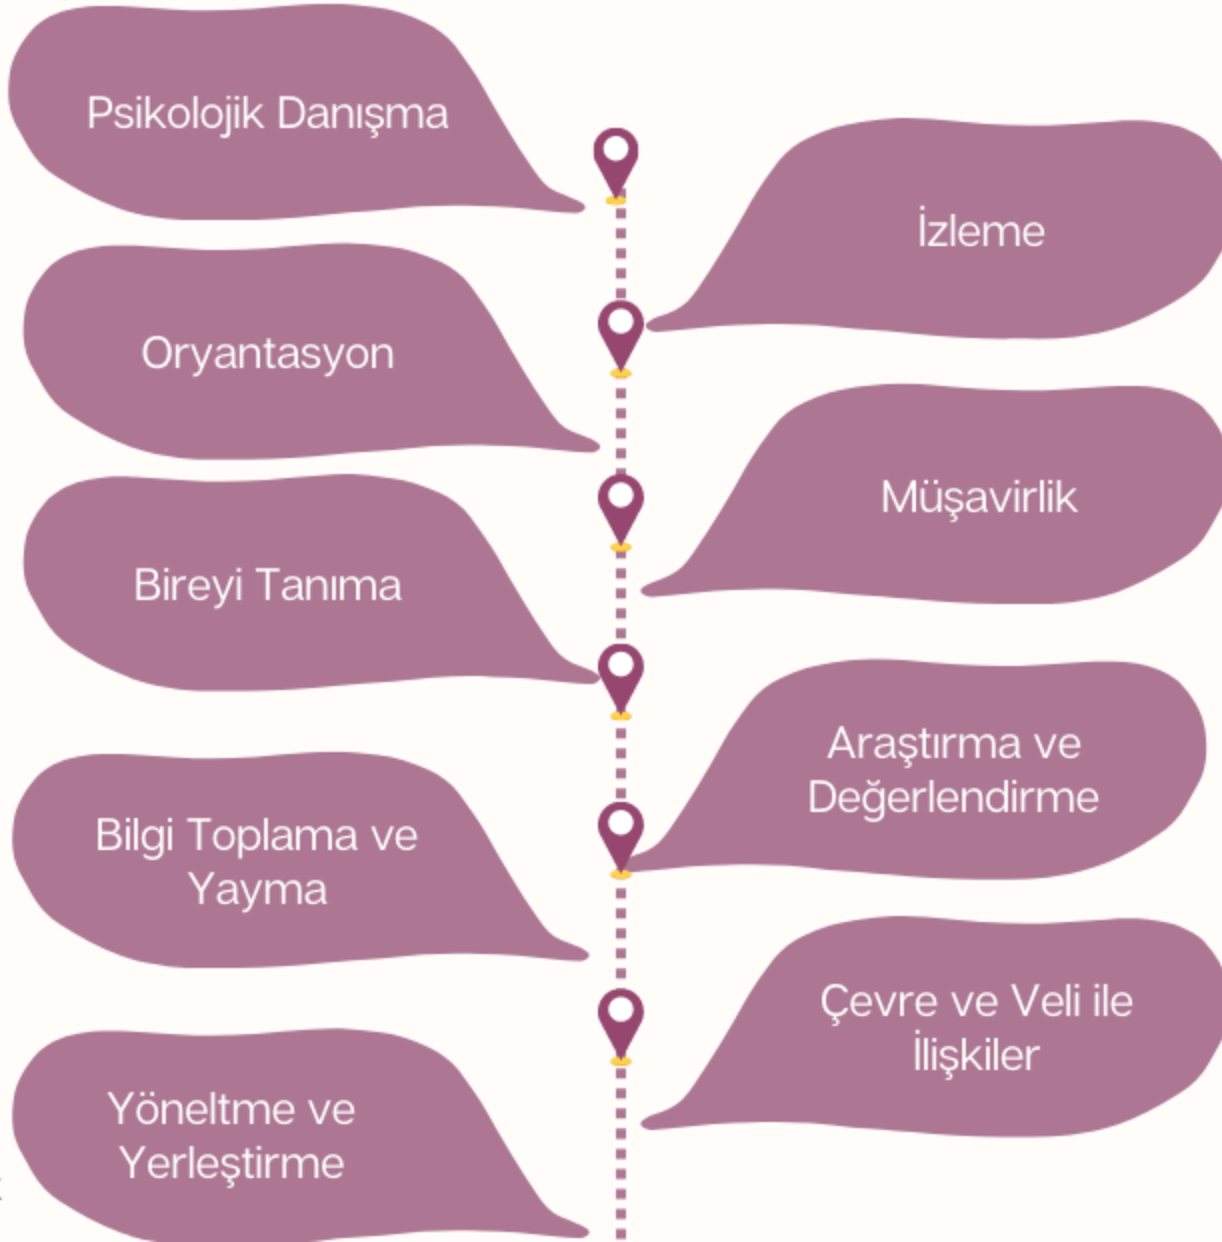 Psikolojik Danışma
İzleme
Oryantasyon
Müşavirlik
Bireyi Tanıma
Araştırma ve
Değerlendirme
Bilgi Toplama ve
Yayma
Çevre ve Veli ile
İlişkiler
Yöneltme ve
Yerleştirme